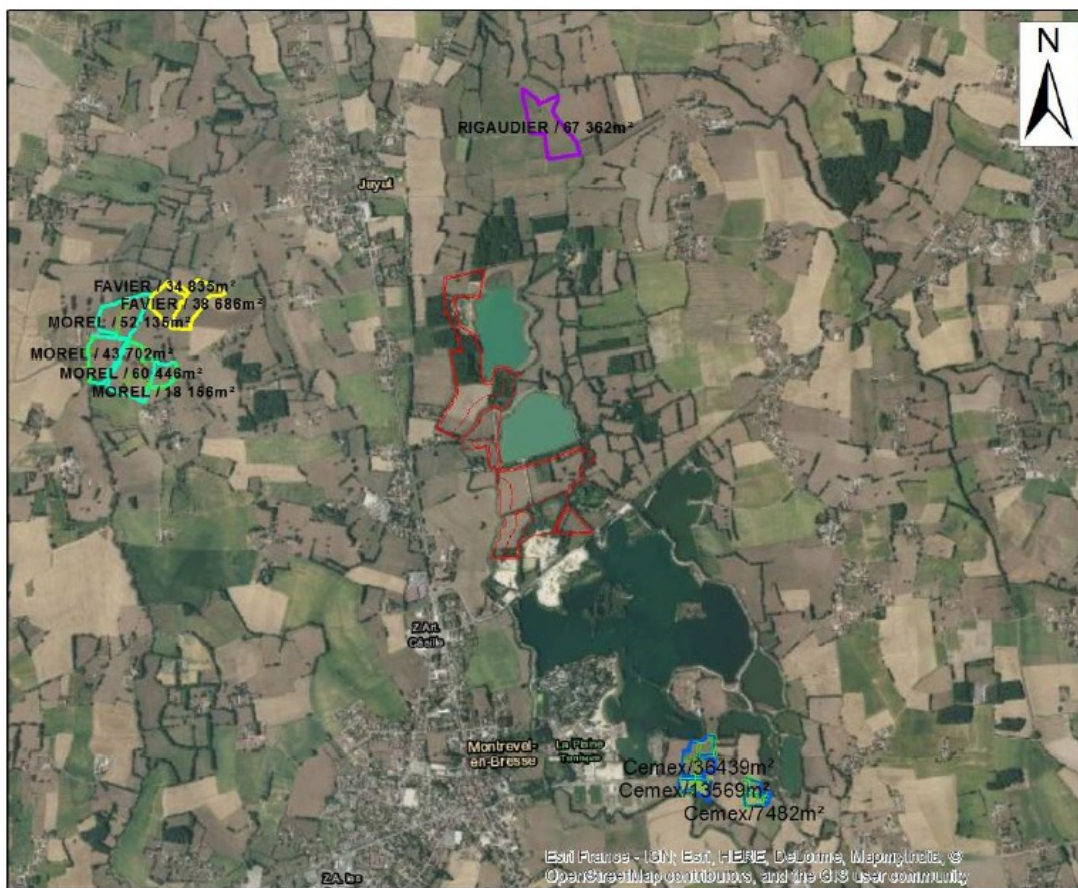 N
RIGAUDIER / 67 362m²
Jayat
FAVIER / 34 835m²
FAVIER / 38 686m²
MOREL / 52 135m²
MOREL / 43 702m²
MOREL / 60 446m²
MOREL / 18 156m²
Z.Art.
Césille
Montrevel-
en-Bresse
La Plaine
Tonique
Cemex/36439m²
Cemex/13569m²
Cemex/7482m²
Esri France - IGN, Esri, HERE, DeLorme, MapmyIndia, ©
OpenStreetMap contributors, and the GIS user community